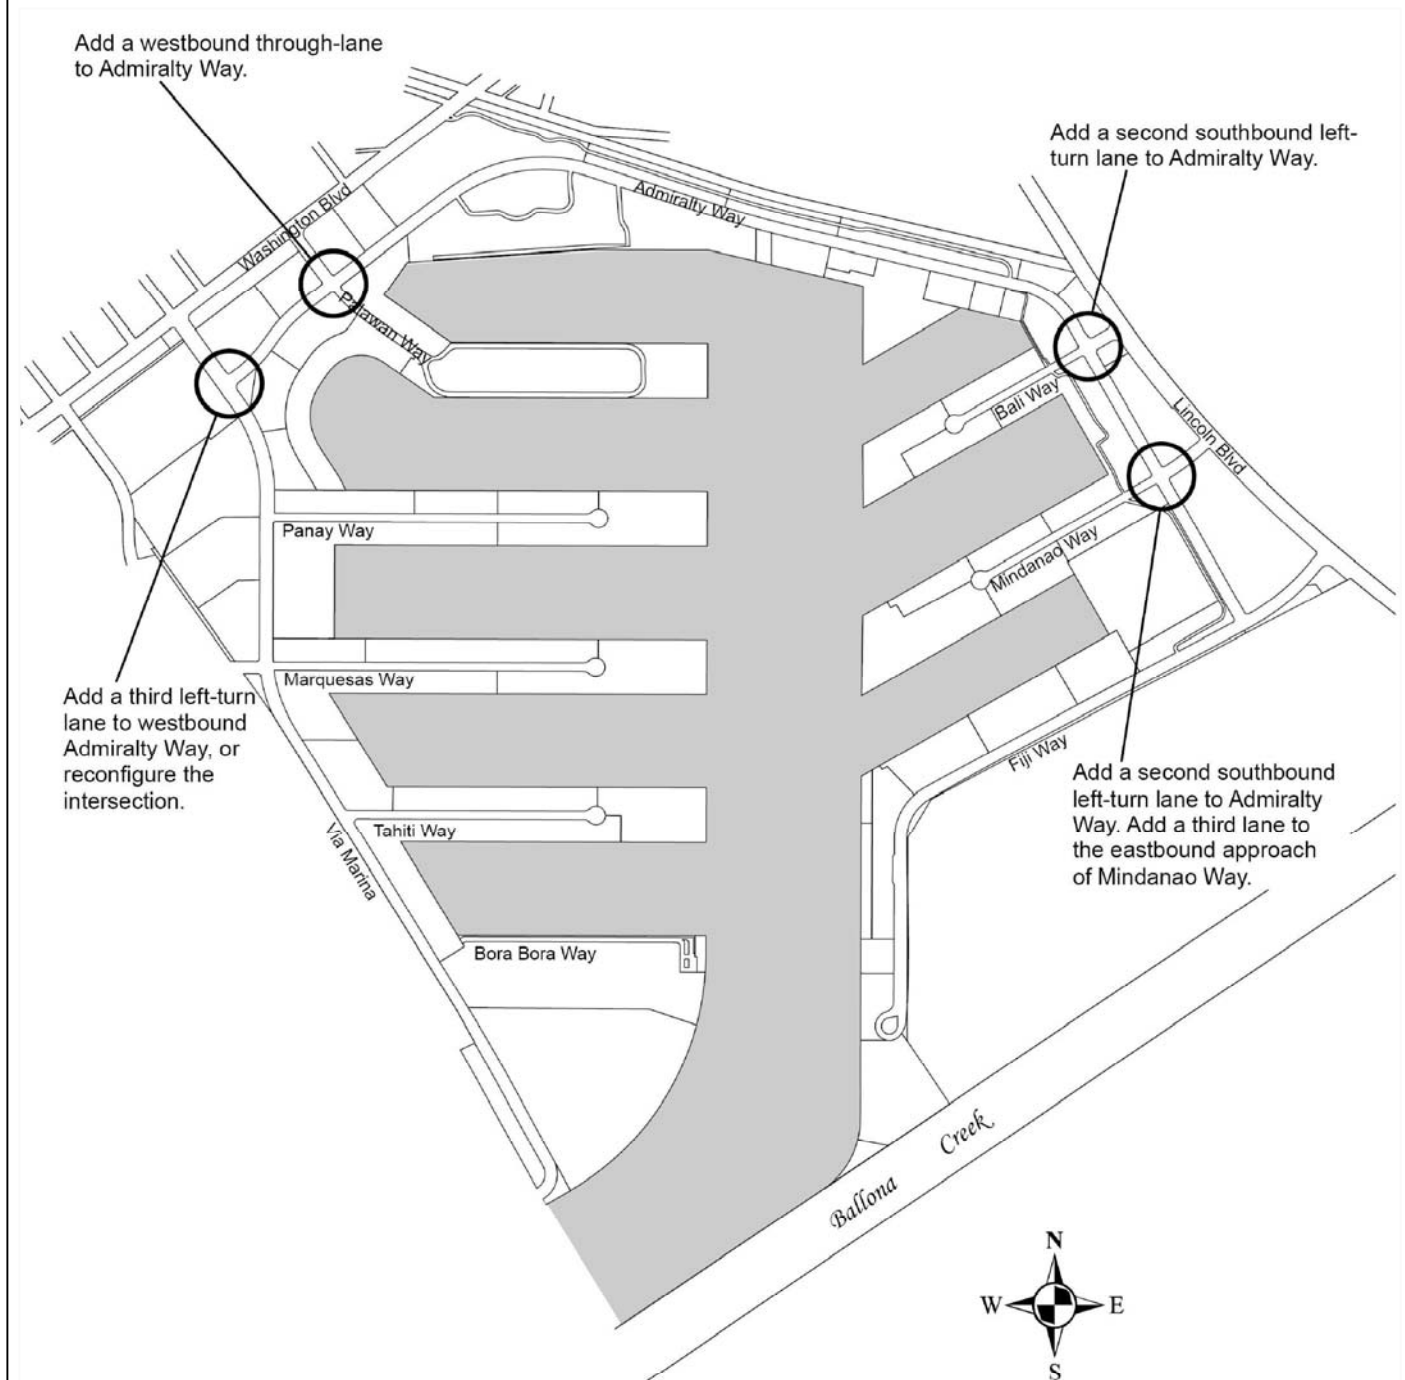 Add a westbound through-lane
to Admiralty Way.
Add a second southbound left-
turn lane to Admiralty Way.
Washington Blvd
Admiralty Way
Palawan Way
Bali Way
Lincoln Blvd
Panay Way
Mindanao Way
Marquesas Way
Add a third left-turn
lane to westbound
Admiralty Way, or
reconfigure the
intersection.
Fiji Way
Add a second southbound
left-turn lane to Admiralty
Way. Add a third lane to
the eastbound approach
of Mindanao Way.
Tahiti Way
Via Marina
Bora Bora Way
Ballona Creek
N
W E
S